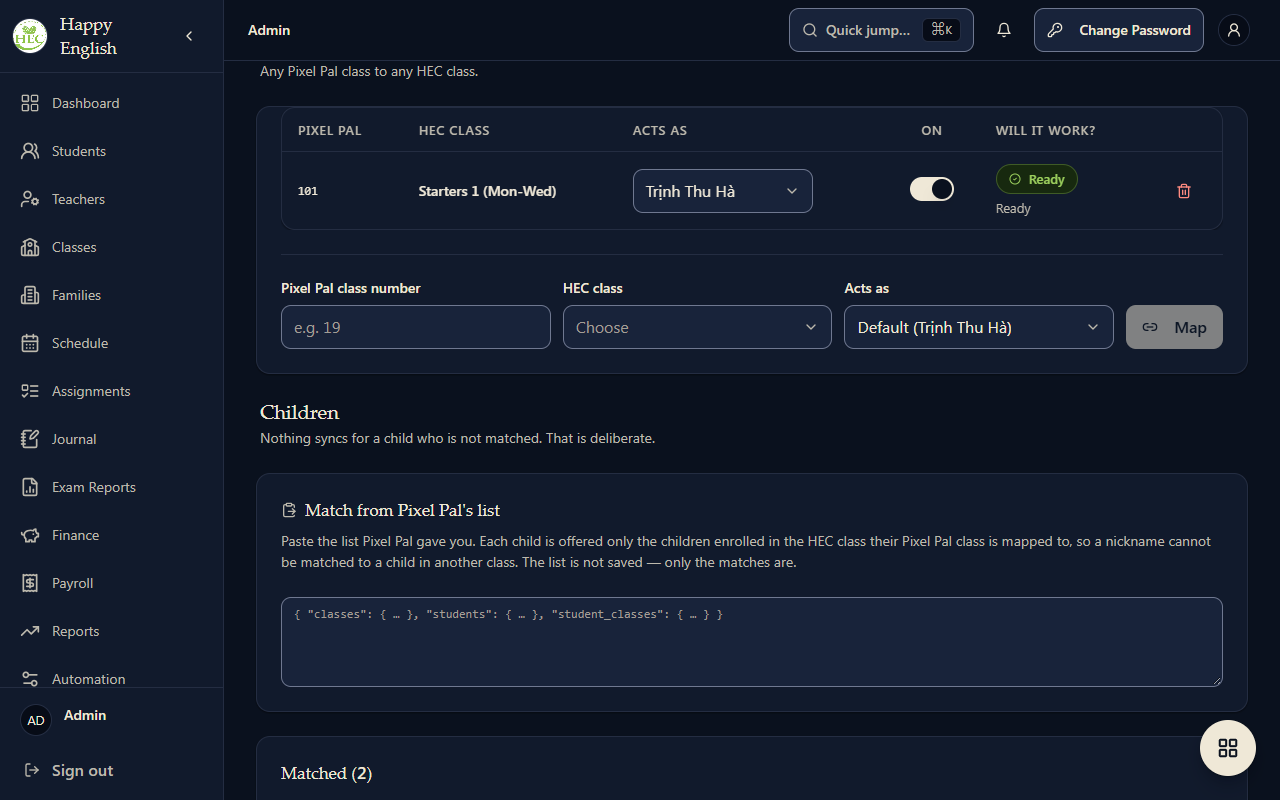 HEC
Happy
English
Dashboard
Students
Teachers
Classes
Families
Schedule
Assignments
Journal
Exam Reports
Finance
Payroll
Reports
Automation
AD
Admin
Sign out
Admin
Quick jump...
⌘K
Change Password
Any Pixel Pal class to any HEC class.
PIXEL PAL HEC CLASS ACTS AS ON WILL IT WORK?
101 Starters 1 (Mon-Wed) Trịnh Thu Hà Ready
Ready
Pixel Pal class number HEC class Acts as
e.g. 19 Choose Default (Trịnh Thu Hà) Map
Children
Nothing syncs for a child who is not matched. That is deliberate.
Match from Pixel Pal's list
Paste the list Pixel Pal gave you. Each child is offered only the children enrolled in the HEC class their Pixel Pal class is mapped to, so a nickname cannot
be matched to a child in another class. The list is not saved — only the matches are.
{ "classes": { … }, "students": { … }, "student_classes": { … } }
Matched (2)